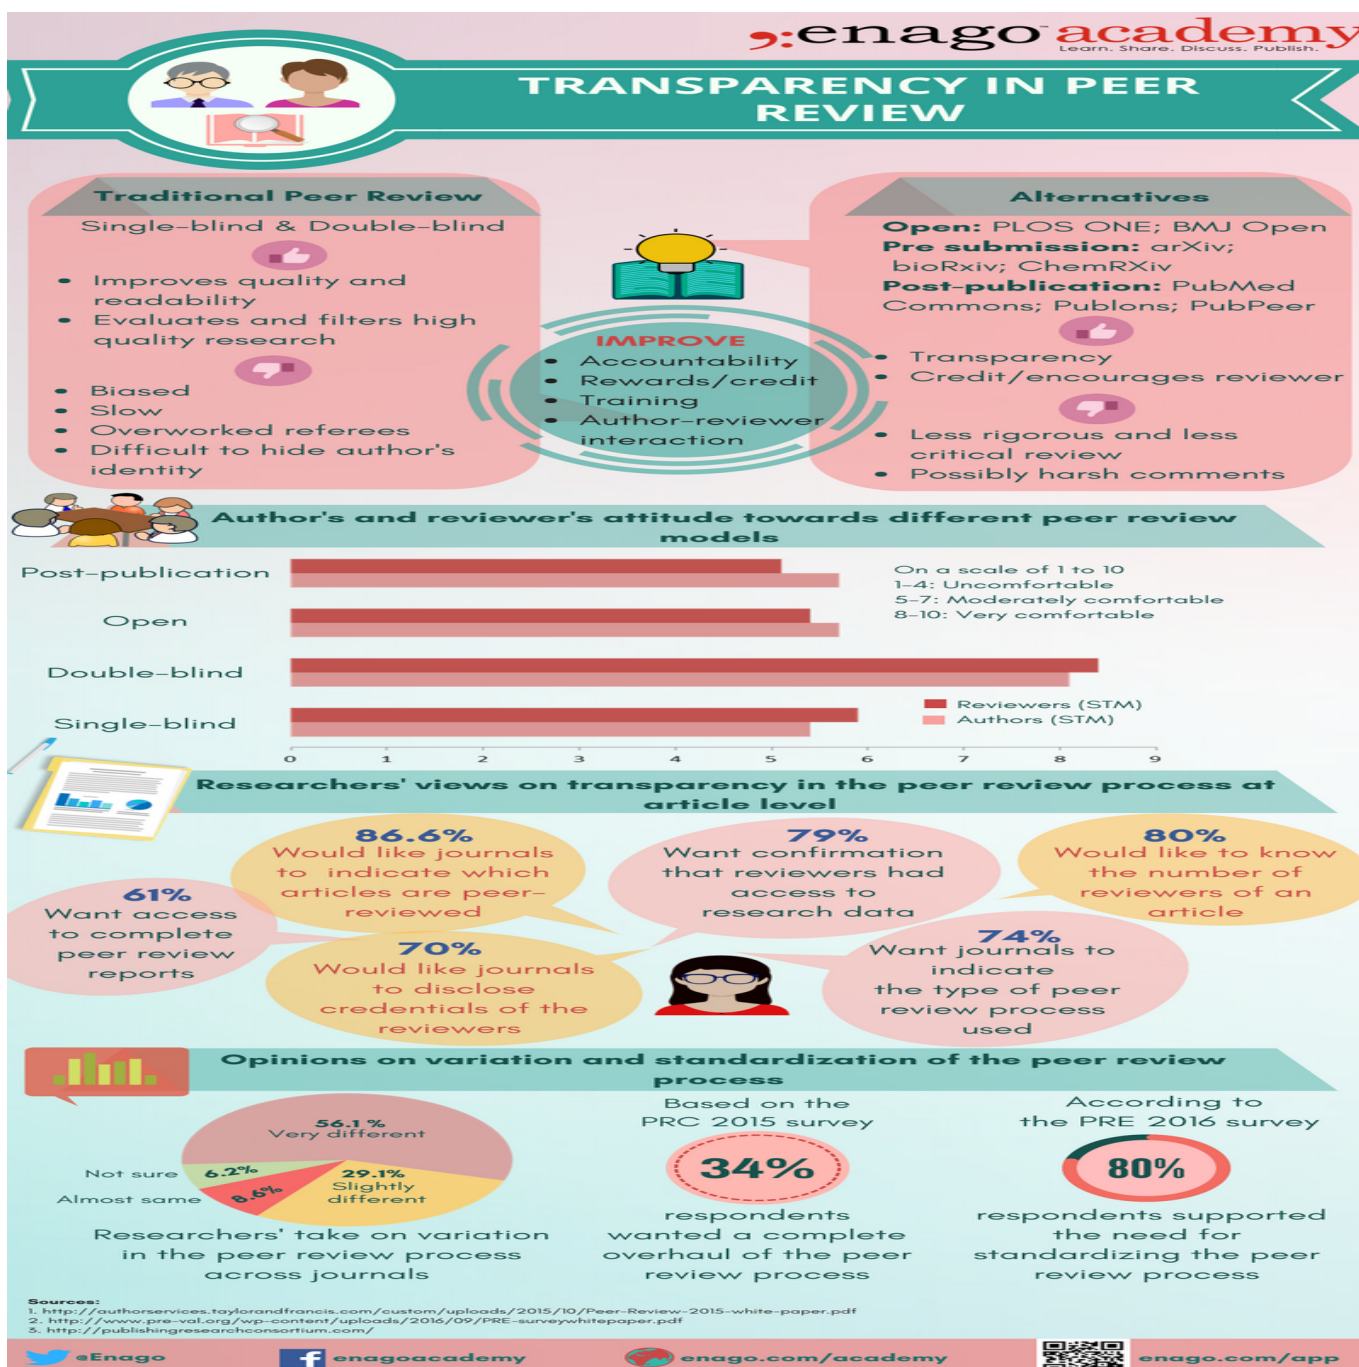 enago academy
Learn. Share. Discuss. Publish.
TRANSPARENCY IN PEER
REVIEW
Traditional Peer Review
Single-blind & Double-blind
• Improves quality and
readability
• Evaluates and filters high
quality research
• Biased
• Slow
• Overworked referees
• Difficult to hide author's
identity
IMPROVE
• Accountability
• Rewards/credit
• Training
• Author-reviewer
interaction
Alternatives
Open: PLOS ONE; BMJ Open
Pre submission: arXiv;
bioRxiv; ChemRXiv
Post-publication: PubMed
Commons; Publons; PubPeer
• Transparency
• Credit/encourages reviewer
• Less rigorous and less
critical review
• Possibly harsh comments
Author's and reviewer's attitude towards different peer review
models
Post-publication
Open
Double-blind
Single-blind
On a scale of 1 to 10
1-4: Uncomfortable
5-7: Moderately comfortable
8-10: Very comfortable
Reviewers (STM)
Authors (STM)
0 1 2 3 4 5 6 7 8 9
Researchers' views on transparency in the peer review process at
article level
86.6%
Would like journals
to indicate which
articles are peer-
reviewed
79%
Want confirmation
that reviewers had
access to
research data
80%
Would like to know
the number of
reviewers of an
article
61%
Want access
to complete
peer review
reports
70%
Would like journals
to disclose
credentials of the
reviewers
74%
Want journals to
indicate
the type of peer
review process
used
Opinions on variation and standardization of the peer review
process
56.1 %
Very different
Not sure
6.2%
Almost same
8.6%
29.1%
Slightly
different
Researchers' take on variation
in the peer review process
across journals
Based on the
PRC 2015 survey
34%
respondents
wanted a complete
overhaul of the peer
review process
According to
the PRE 2016 survey
80%
respondents supported
the need for
standardizing the peer
review process
Sources:
1. http://authorservices.taylorandfrancis.com/custom/uploads/2015/10/Peer-Review-2015-white-paper.pdf
2. http://www.pre-val.org/wp-content/uploads/2016/09/PRE-surveywhitepaper.pdf
3. http://publishingresearchconsortium.com/
@Enago
enagoacademy
enago.com/academy
enago.com/app